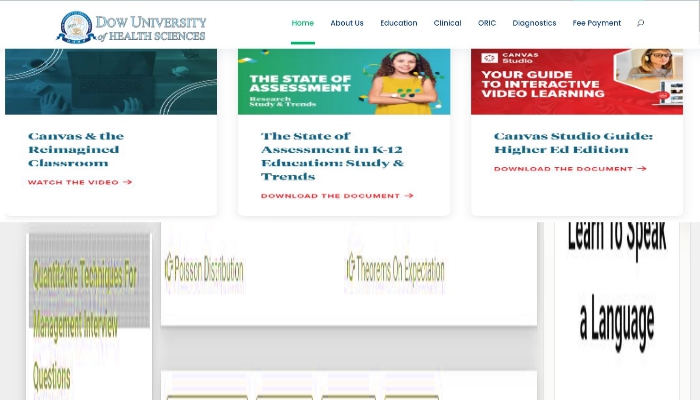 DOW UNIVERSITY
of HEALTH SCIENCES
Home About Us Education Clinical ORIC Diagnostics Fee Payment
THE STATE OF
ASSESSMENT
Research
Study & Trends
CANVAS
Studio
YOUR GUIDE
TO INTERACTIVE
VIDEO LEARNING
Canvas & the
Reimagined
Classroom
WATCH THE VIDEO
The State of
Assessment in K-12
Education: Study &
Trends
DOWNLOAD THE DOCUMENT
Canvas Studio Guide:
Higher Ed Edition
DOWNLOAD THE DOCUMENT
Quantitative Techniques For
Management Interview
Questions
Poisson Distribution
Theorems On Expectation
Learn To Speak
a Language